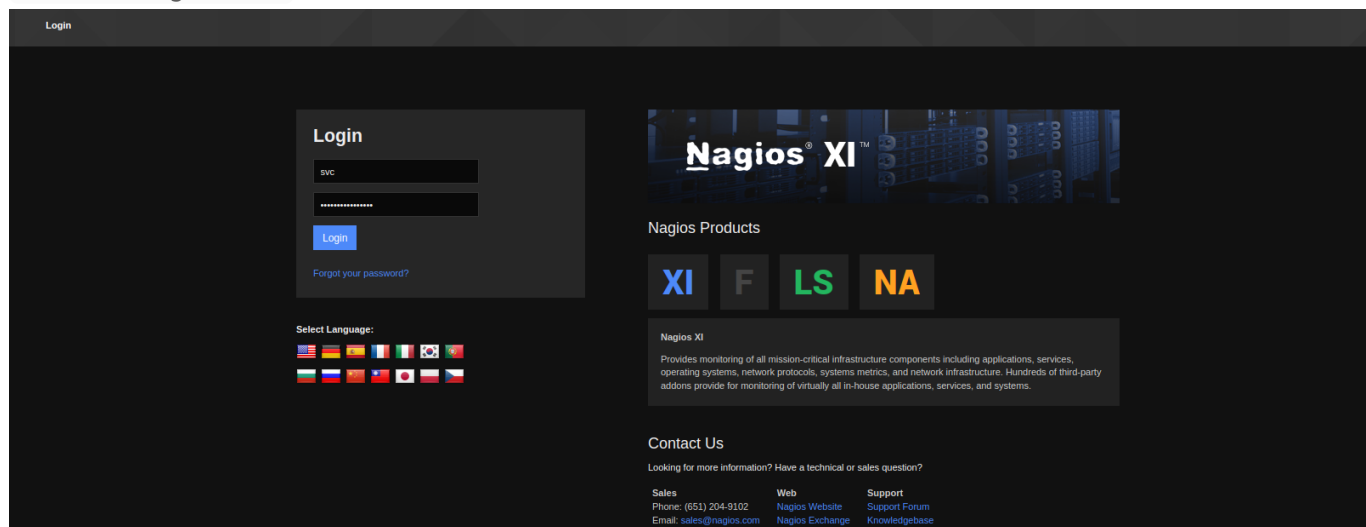 Login
Login
svc
Login
Forgot your password?
Select Language:
Nagios® XI™
Nagios Products
XI F LS NA
Nagios XI
Provides monitoring of all mission-critical infrastructure components including applications, services,
operating systems, network protocols, systems metrics, and network infrastructure. Hundreds of third-party
addons provide for monitoring of virtually all in-house applications, services, and systems.
Contact Us
Looking for more information? Have a technical or sales question?
Sales Web Support
Phone: (651) 204-9102 Nagios Website Support Forum
Email: sales@nagios.com Nagios Exchange Knowledgebase